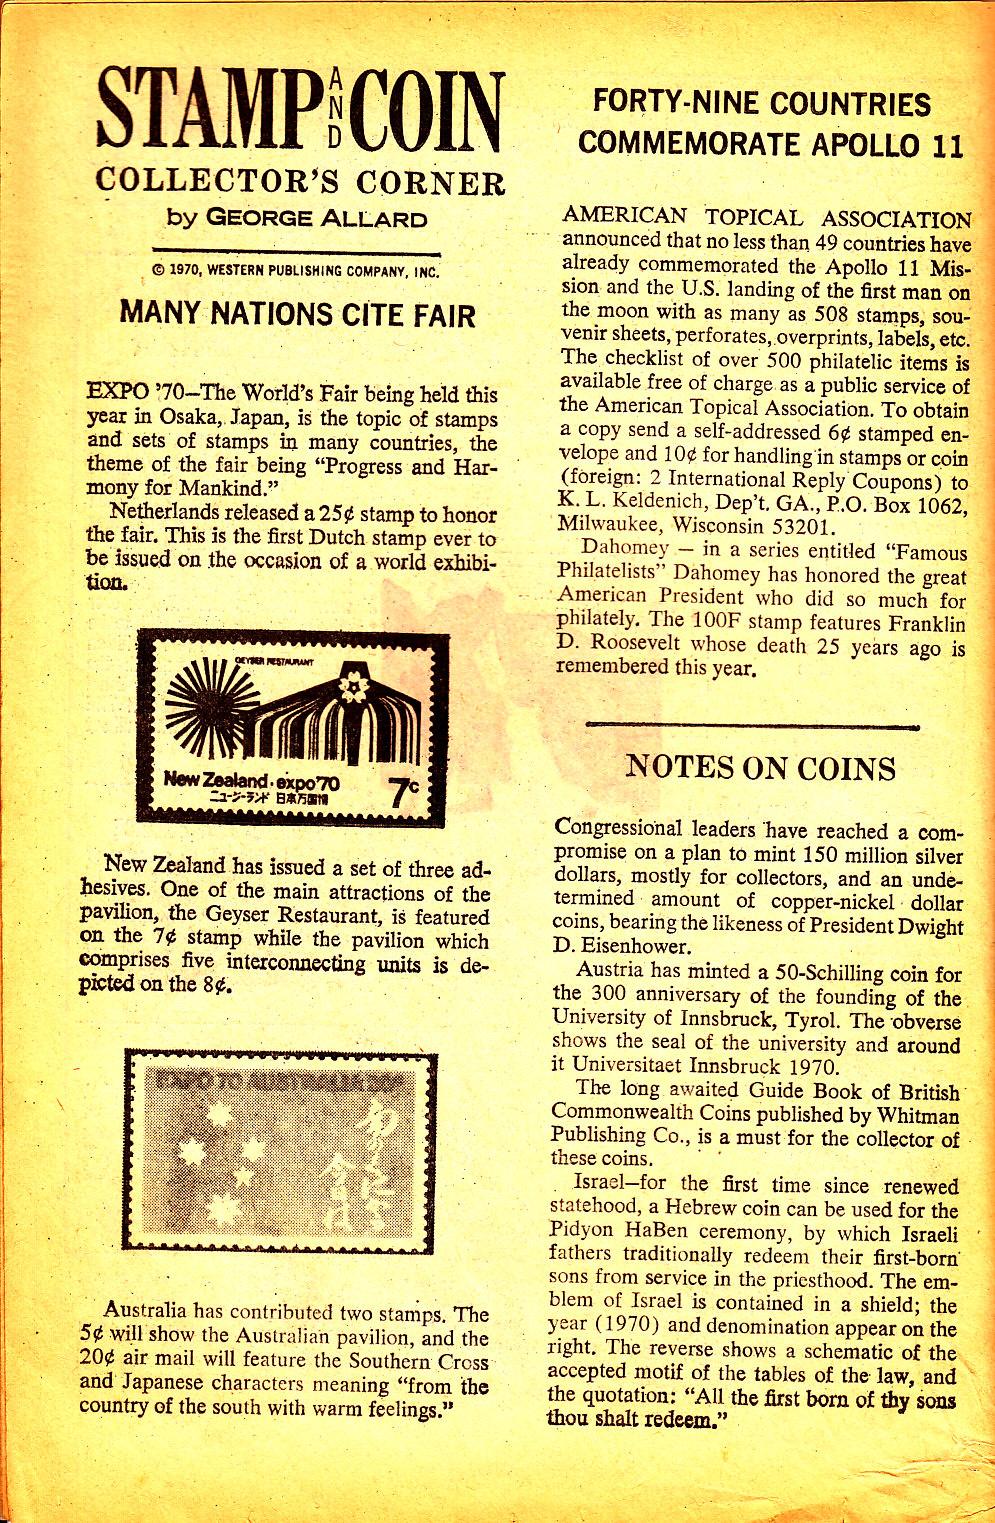 STAMP AND COIN
COLLECTOR'S CORNER
by GEORGE ALLARD
© 1970, WESTERN PUBLISHING COMPANY, INC.
MANY NATIONS CITE FAIR
EXPO '70—The World's Fair being held this
year in Osaka, Japan, is the topic of stamps
and sets of stamps in many countries, the
theme of the fair being "Progress and Har-
mony for Mankind."
Netherlands released a 25¢ stamp to honor
the fair. This is the first Dutch stamp ever to
be issued on the occasion of a world exhibi-
tion.
GEYSER RESTAURANT
New Zealand · expo'70
ニュージーランド 日本万国博
7c
New Zealand has issued a set of three ad-
hesives. One of the main attractions of the
pavilion, the Geyser Restaurant, is featured
on the 7¢ stamp while the pavilion which
comprises five interconnecting units is de-
picted on the 8¢.
EXPO 70 AUSTRALIA
Australia has contributed two stamps. The
5¢ will show the Australian pavilion, and the
20¢ air mail will feature the Southern Cross
and Japanese characters meaning "from the
country of the south with warm feelings."
FORTY-NINE COUNTRIES
COMMEMORATE APOLLO 11
AMERICAN TOPICAL ASSOCIATION
announced that no less than 49 countries have
already commemorated the Apollo 11 Mis-
sion and the U.S. landing of the first man on
the moon with as many as 508 stamps, sou-
venir sheets, perforates, overprints, labels, etc.
The checklist of over 500 philatelic items is
available free of charge as a public service of
the American Topical Association. To obtain
a copy send a self-addressed 6¢ stamped en-
velope and 10¢ for handling in stamps or coin
(foreign: 2 International Reply Coupons) to
K. L. Keldenich, Dep't. GA., P.O. Box 1062,
Milwaukee, Wisconsin 53201.
Dahomey — in a series entitled "Famous
Philatelists" Dahomey has honored the great
American President who did so much for
philately. The 100F stamp features Franklin
D. Roosevelt whose death 25 years ago is
remembered this year.
NOTES ON COINS
Congressional leaders have reached a com-
promise on a plan to mint 150 million silver
dollars, mostly for collectors, and an unde-
termined amount of copper-nickel dollar
coins, bearing the likeness of President Dwight
D. Eisenhower.
Austria has minted a 50-Schilling coin for
the 300 anniversary of the founding of the
University of Innsbruck, Tyrol. The obverse
shows the seal of the university and around
it Universitaet Innsbruck 1970.
The long awaited Guide Book of British
Commonwealth Coins published by Whitman
Publishing Co., is a must for the collector of
these coins.
Israel—for the first time since renewed
statehood, a Hebrew coin can be used for the
Pidyon HaBen ceremony, by which Israeli
fathers traditionally redeem their first-born
sons from service in the priesthood. The em-
blem of Israel is contained in a shield; the
year (1970) and denomination appear on the
right. The reverse shows a schematic of the
accepted motif of the tables of the law, and
the quotation: "All the first born of thy sons
thou shalt redeem."